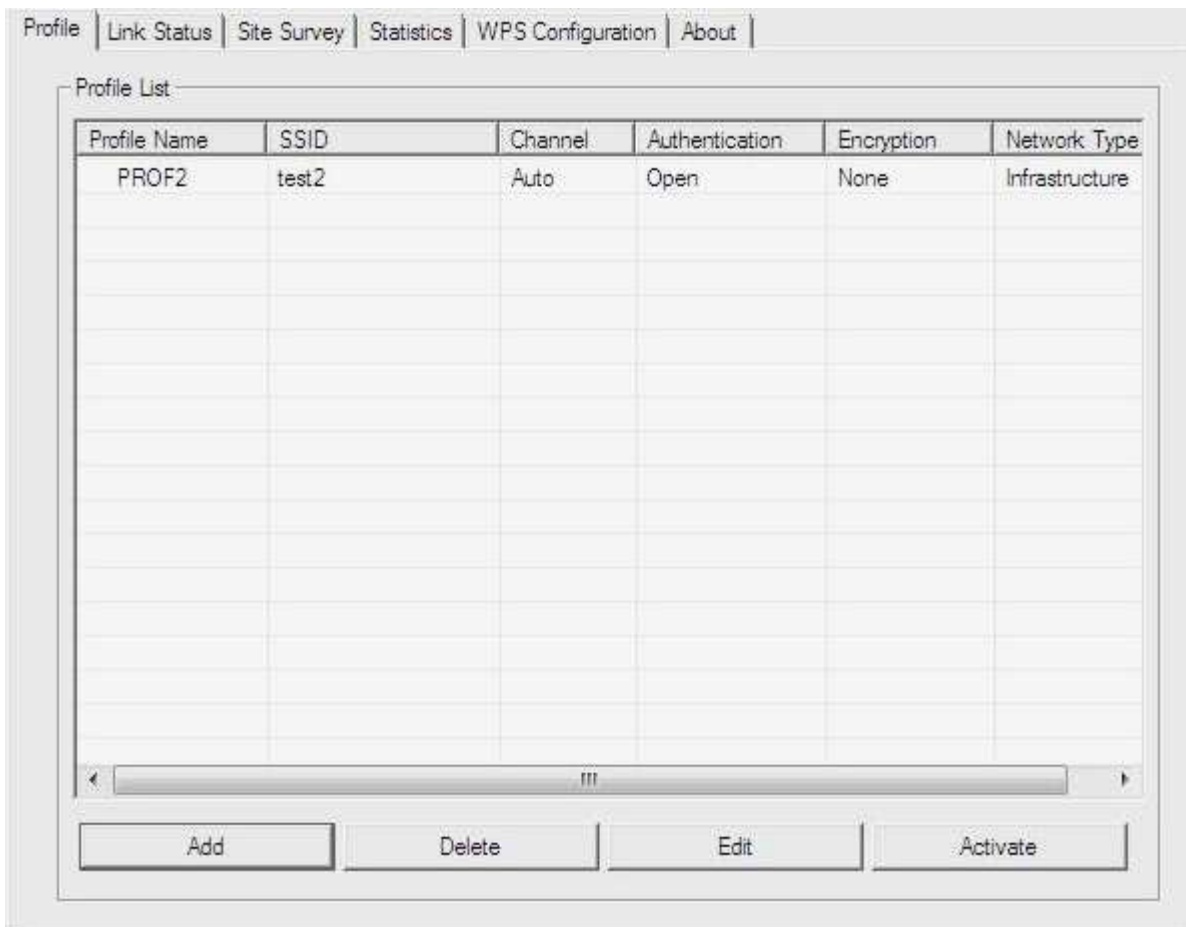 Profile Link Status Site Survey Statistics WPS Configuration About
Profile List
Profile Name SSID Channel Authentication Encryption Network Type
PROF2 test2 Auto Open None Infrastructure
Add Delete Edit Activate